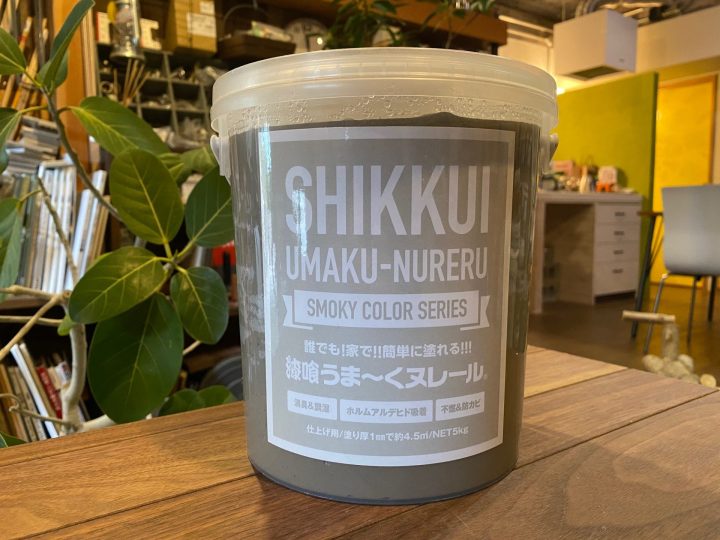 SHIKKUI
UMAKU-NURERU
SMOKY COLOR SERIES
誰でも!家で!!簡単に塗れる!!!
漆喰うま〜くヌレール®
消臭&調湿 ホルムアルデヒド吸着 不燃&防カビ
仕上げ用/塗り厚1㎜で約4.5㎡/NET5kg